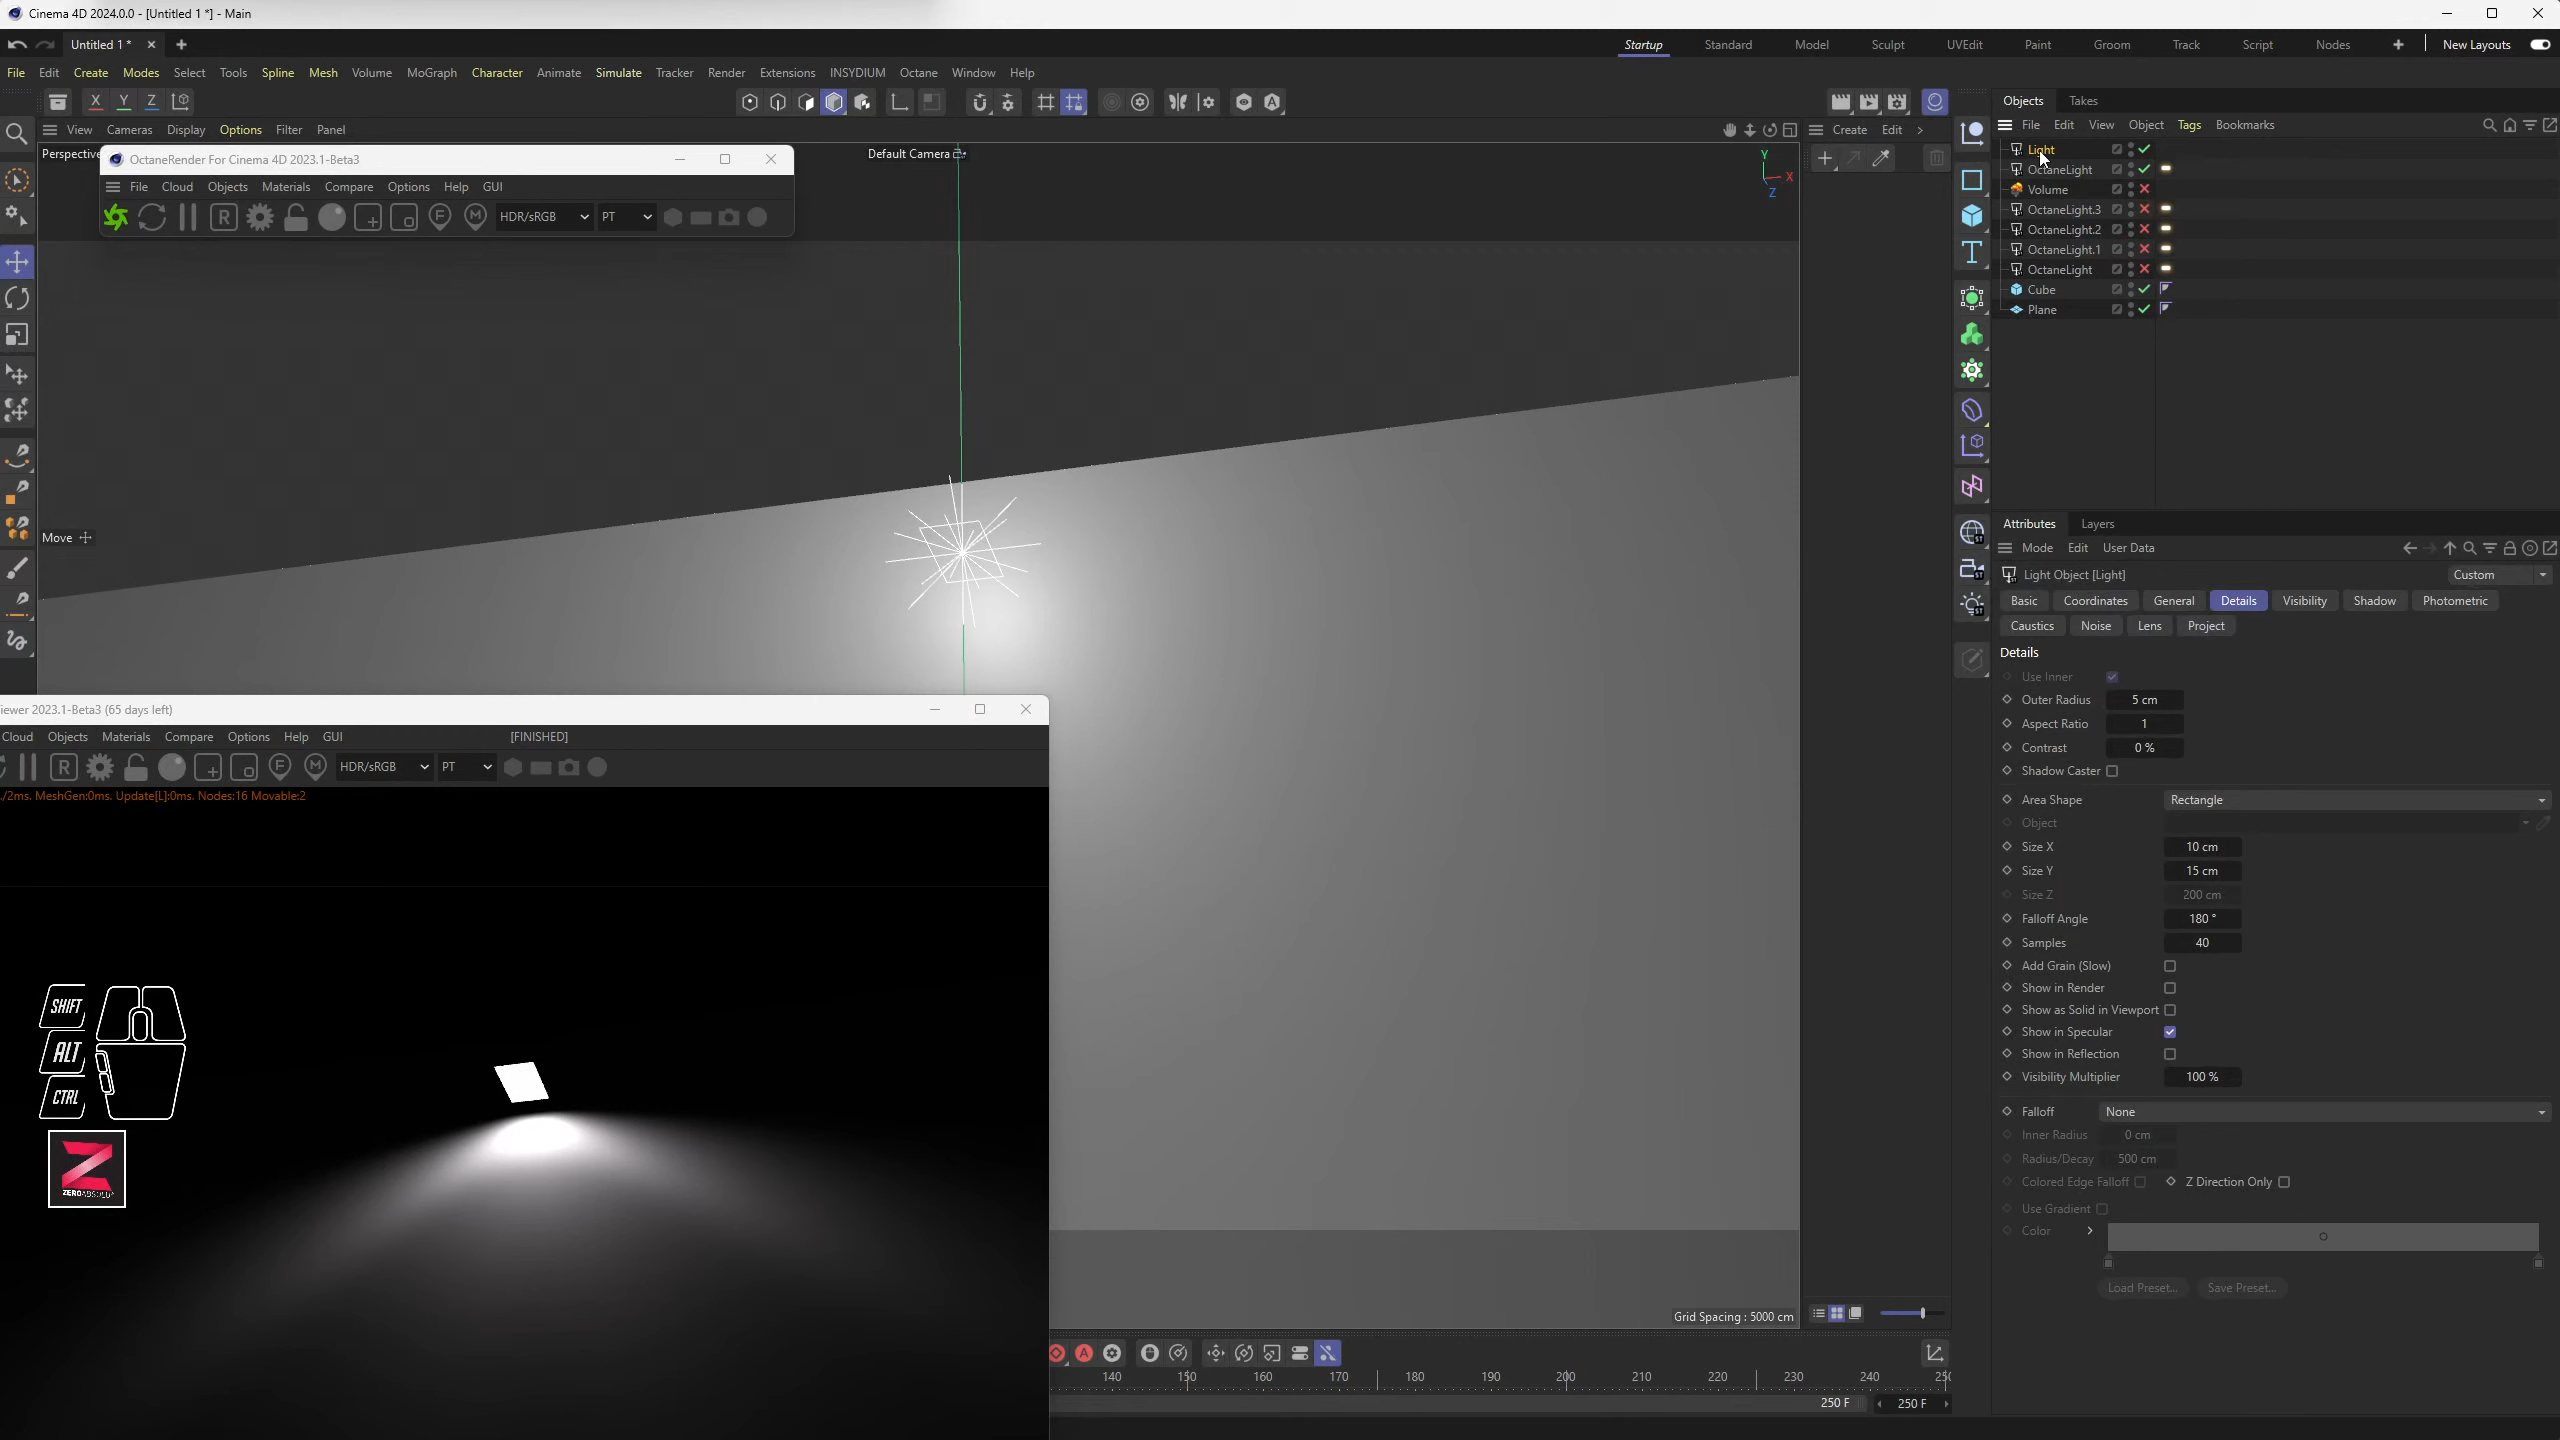 Cinema 4D 2024.0.0 - [Untitled 1 *] - Main
Untitled 1 *
Startup Standard Model Sculpt UVEdit Paint Groom Track Script Nodes New Layouts
File Edit Create Modes Select Tools Spline Mesh Volume MoGraph Character Animate Simulate Tracker Render Extensions INSYDIUM Octane Window Help
X Y Z
View Cameras Display Options Filter Panel
Create Edit
Perspective
Default Camera
Y
X
Z
OctaneRender For Cinema 4D 2023.1-Beta3
File Cloud Objects Materials Compare Options Help GUI
HDR/sRGB PT
Move
Grid Spacing : 5000 cm
iewer 2023.1-Beta3 (65 days left)
Cloud Objects Materials Compare Options Help GUI [FINISHED]
HDR/sRGB PT
/2ms. MeshGen:0ms. Update[L]:0ms. Nodes:16 Movable:2
SHIFT
ALT
CTRL
ZEROABSOLU
140 150 160 170 180 190 200 210 220 230 240 25
250 F 250 F
Objects Takes
File Edit View Object Tags Bookmarks
Light
OctaneLight
Volume
OctaneLight.3
OctaneLight.2
OctaneLight.1
OctaneLight
Cube
Plane
Attributes Layers
Mode Edit User Data
Light Object [Light] Custom
Basic Coordinates General Details Visibility Shadow Photometric
Caustics Noise Lens Project
Details
Use Inner
Outer Radius 5 cm
Aspect Ratio 1
Contrast 0 %
Shadow Caster
Area Shape Rectangle
Object
Size X 10 cm
Size Y 15 cm
Size Z 200 cm
Falloff Angle 180 °
Samples 40
Add Grain (Slow)
Show in Render
Show as Solid in Viewport
Show in Specular
Show in Reflection
Visibility Multiplier 100 %
Falloff None
Inner Radius 0 cm
Radius/Decay 500 cm
Colored Edge Falloff Z Direction Only
Use Gradient
Color
Load Preset... Save Preset...